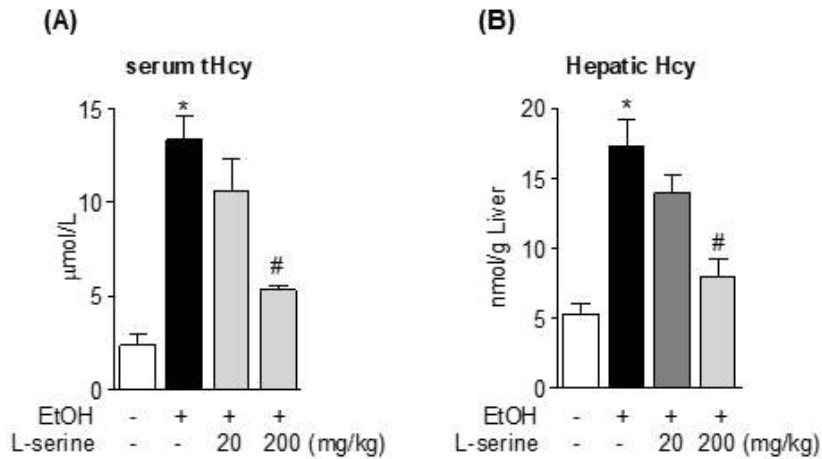 (A)
serum tHcy
*
15
10
5
0
μmol/L
#
EtOH - + + +
L-serine - - 20 200 (mg/kg)
(B)
Hepatic Hcy
*
20
15
10
5
0
nmol/g Liver
#
EtOH - + + +
L-serine - - 20 200 (mg/kg)